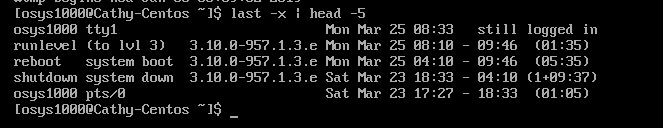 [osys1000@Cathy-Centos ~]$ last -x | head -5
osys1000 tty1                          Mon Mar 25 08:33   still logged in
runlevel (to lvl 3)   3.10.0-957.1.3.e Mon Mar 25 08:10 - 09:46  (01:35)
reboot   system boot  3.10.0-957.1.3.e Mon Mar 25 04:10 - 09:46  (05:35)
shutdown system down  3.10.0-957.1.3.e Sat Mar 23 18:33 - 04:10 (1+09:37)
osys1000 pts/0                         Sat Mar 23 17:27 - 18:33  (01:05)
[osys1000@Cathy-Centos ~]$ _